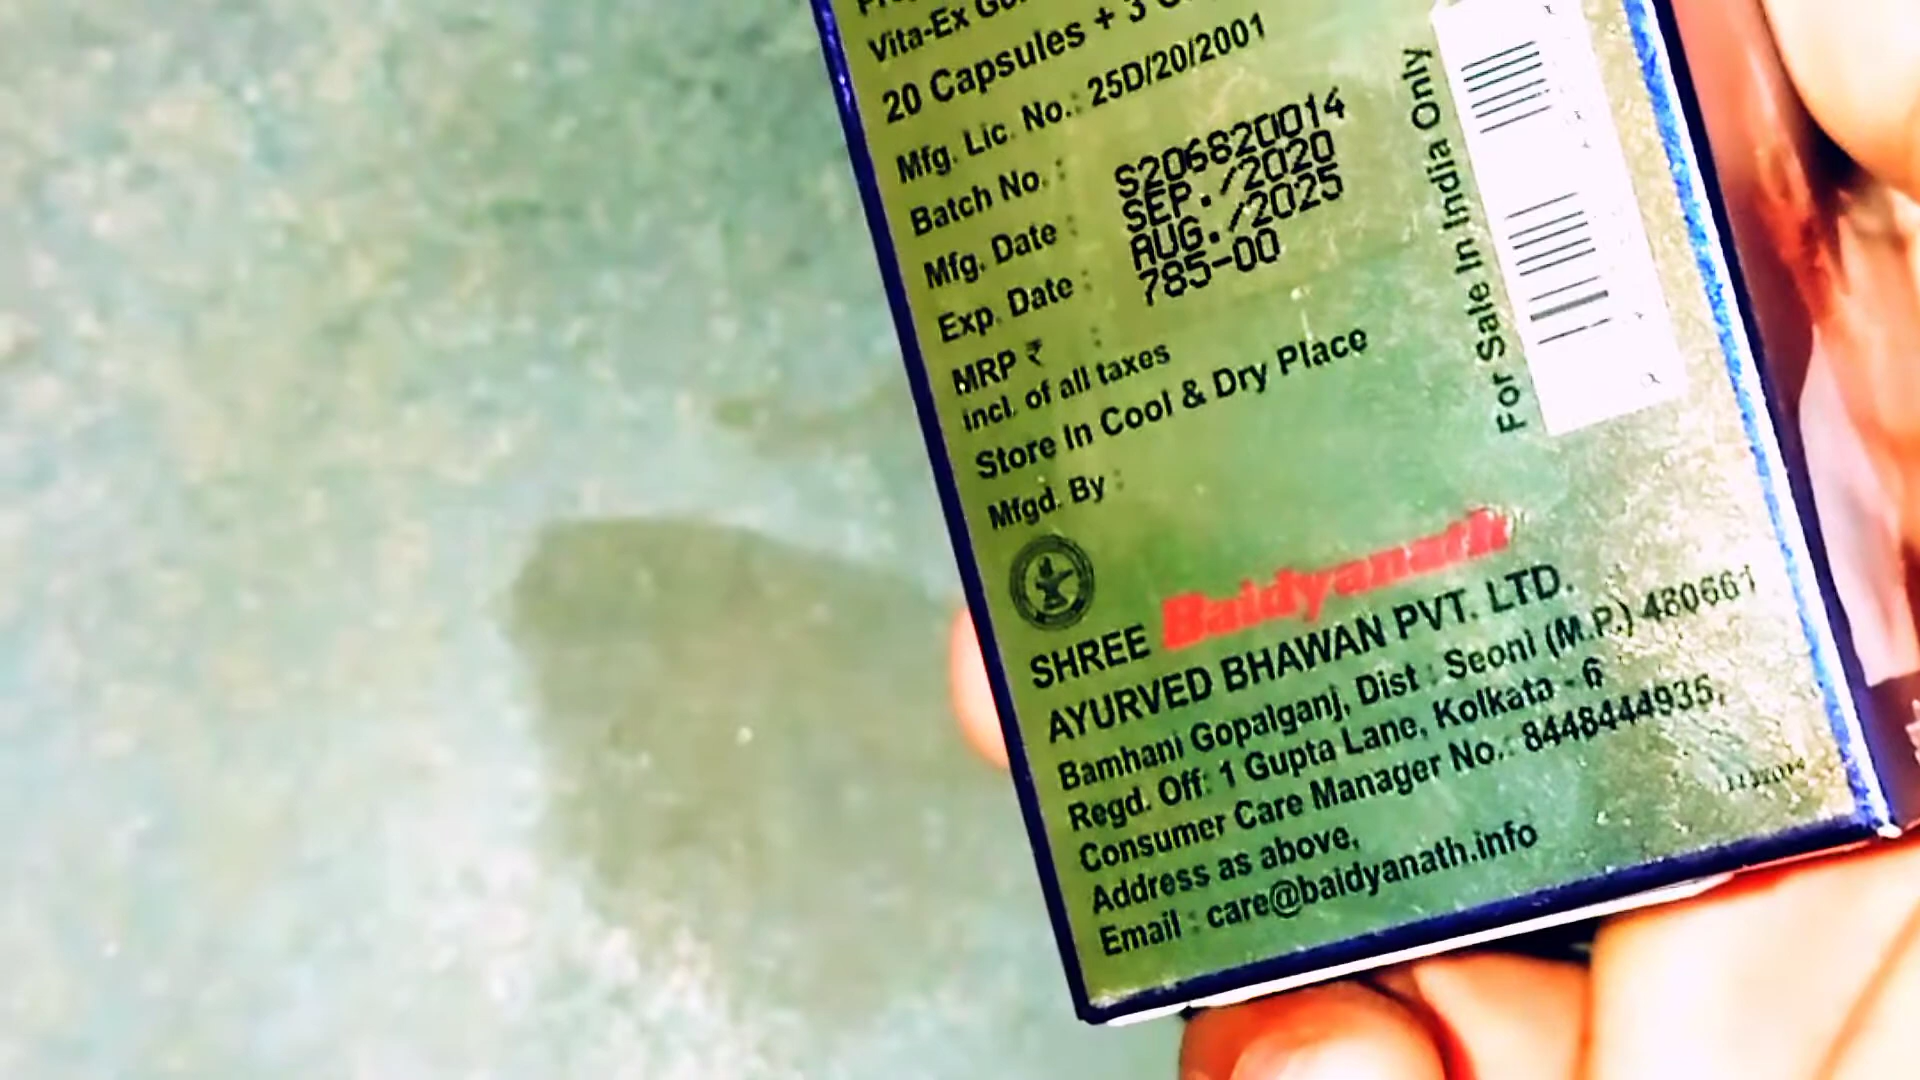 Vita-Ex
20 Capsules + 3
Mfg. Lic. No.: 25D/20/2001
Batch No. : S206820014
Mfg. Date : SEP./2020
Exp. Date : AUG./2025
MRP ₹ : 785-00
incl. of all taxes
Store In Cool & Dry Place
Mfgd. By :
For Sale In India Only
SHREE Baidyanath
AYURVED BHAWAN PVT. LTD.
Bamhani Gopalganj, Dist : Seoni (M.P.) 480661
Regd. Off: 1 Gupta Lane, Kolkata - 6
Consumer Care Manager No.: 8448444935,
Address as above,
Email : care@baidyanath.info